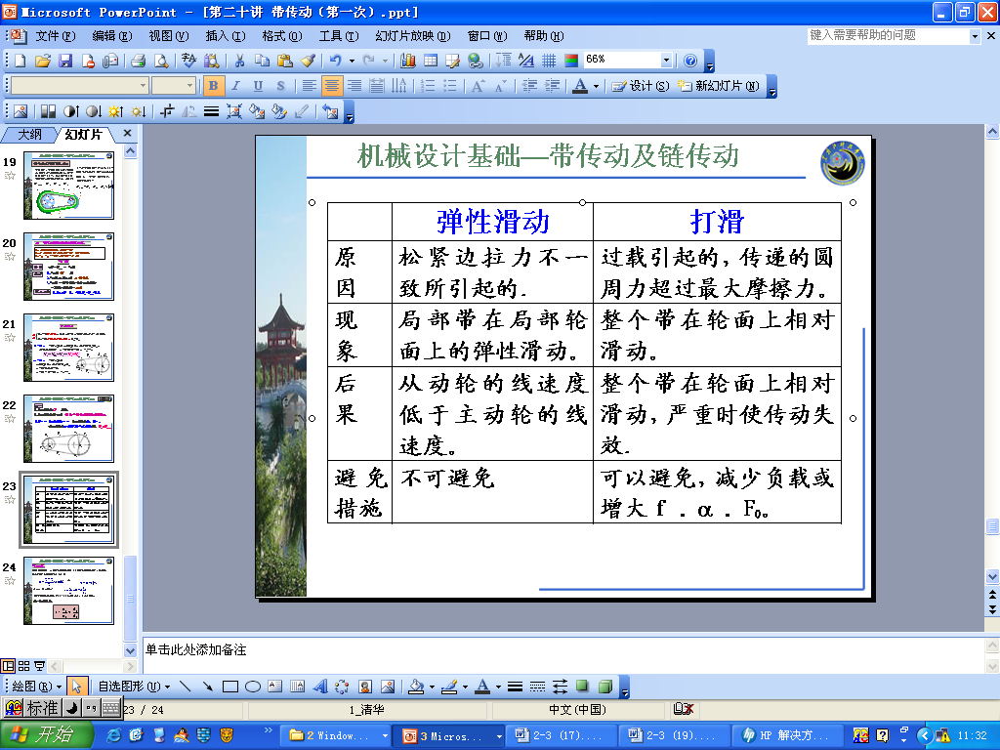 Microsoft PowerPoint - [第二十讲 带传动（第一次）.ppt]
文件(F) 编辑(E) 视图(V) 插入(I) 格式(O) 工具(T) 幻灯片放映(D) 窗口(W) 帮助(H) 键入需要帮助的问题
66%
B I U S A 设计(S) 新幻灯片(N)
大纲 幻灯片
19
20
21
22
23
24
机械设计基础—带传动及链传动
弹性滑动 打滑
原因 松紧边拉力不一 过载引起的，传递的圆
致所引起的. 周力超过最大摩擦力。
现象 局部带在局部轮 整个带在轮面上相对
面上的弹性滑动。 滑动。
后果 从动轮的线速度 整个带在轮面上相对
低于主动轮的线 滑动，严重时使传动失
速度。 效.
避免 不可避免 可以避免，减少负载或
措施 增大 f . α . F0。
单击此处添加备注
绘图(R) 自选图形(U)
标准 23 / 24 1_清华 中文(中国)
开始 2 Window... 3 Micros... 2-3 (17).... 2-3 (19).... HP 解决方... 11:32